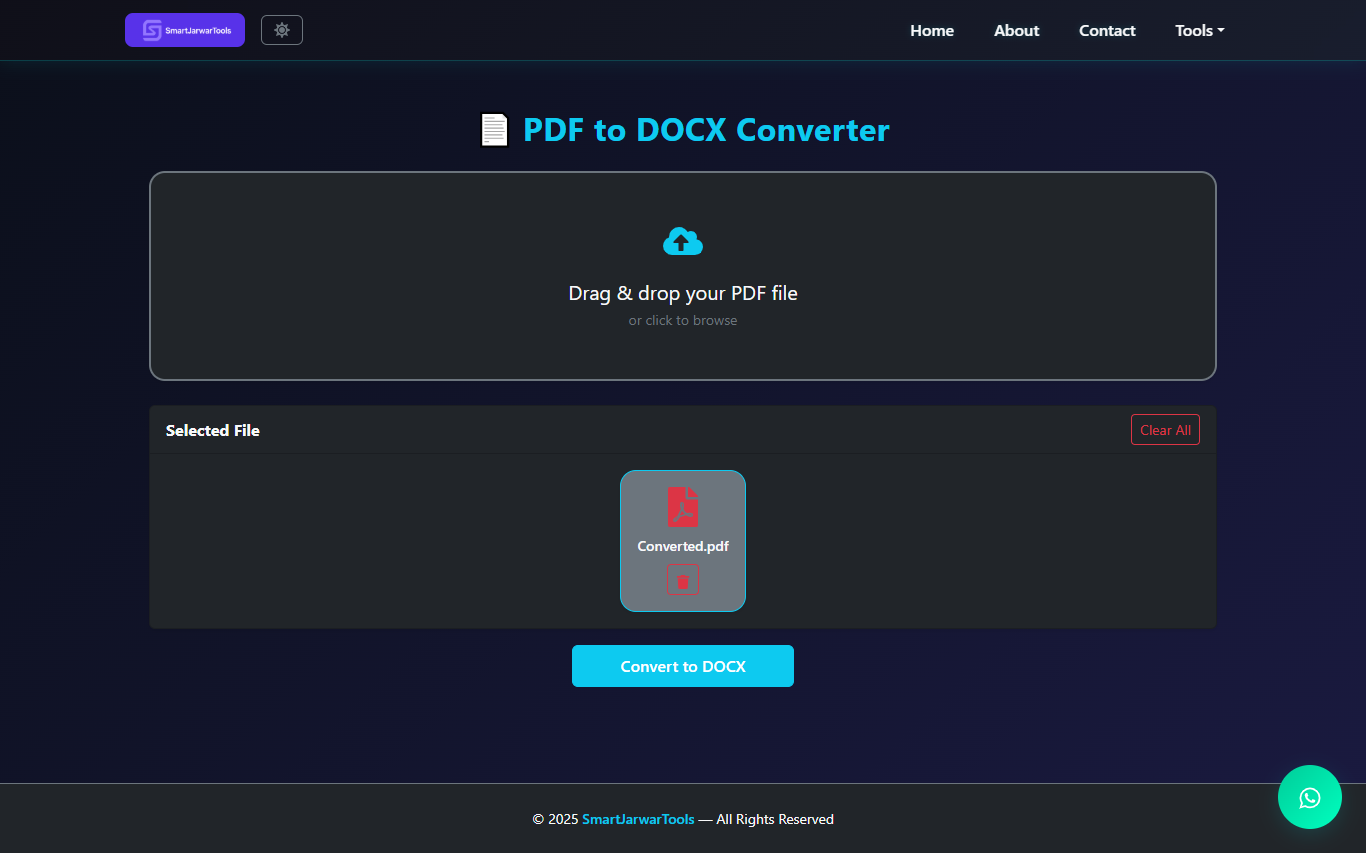 SmartJarwarTools
Home
About
Contact
Tools
PDF to DOCX Converter
Drag & drop your PDF file
or click to browse
Selected File
Clear All
Converted.pdf
Convert to DOCX
© 2025 SmartJarwarTools — All Rights Reserved